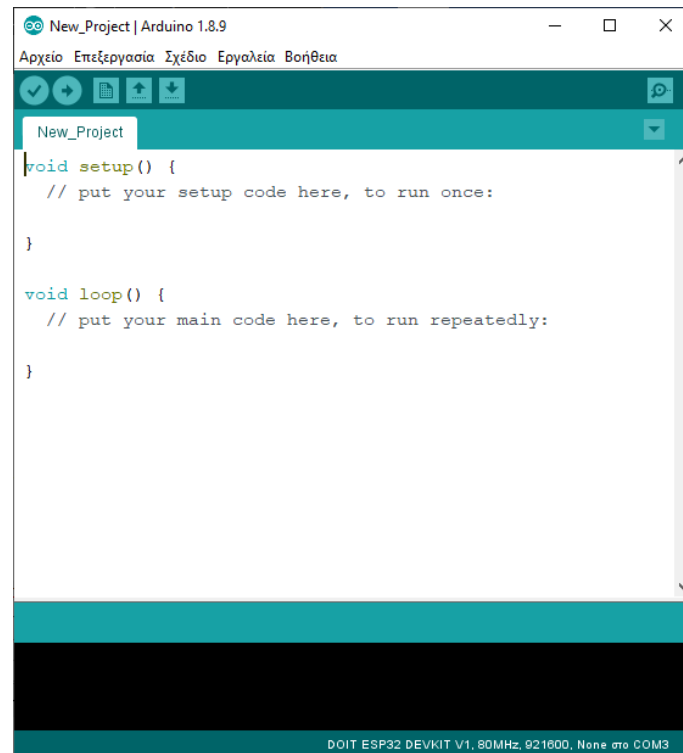 New_Project | Arduino 1.8.9
Αρχείο Επεξεργασία Σχέδιο Εργαλεία Βοήθεια
New_Project
void setup() {
  // put your setup code here, to run once:
}
void loop() {
  // put your main code here, to run repeatedly:
}
DOIT ESP32 DEVKIT V1, 80MHz, 921600, None στο COM3